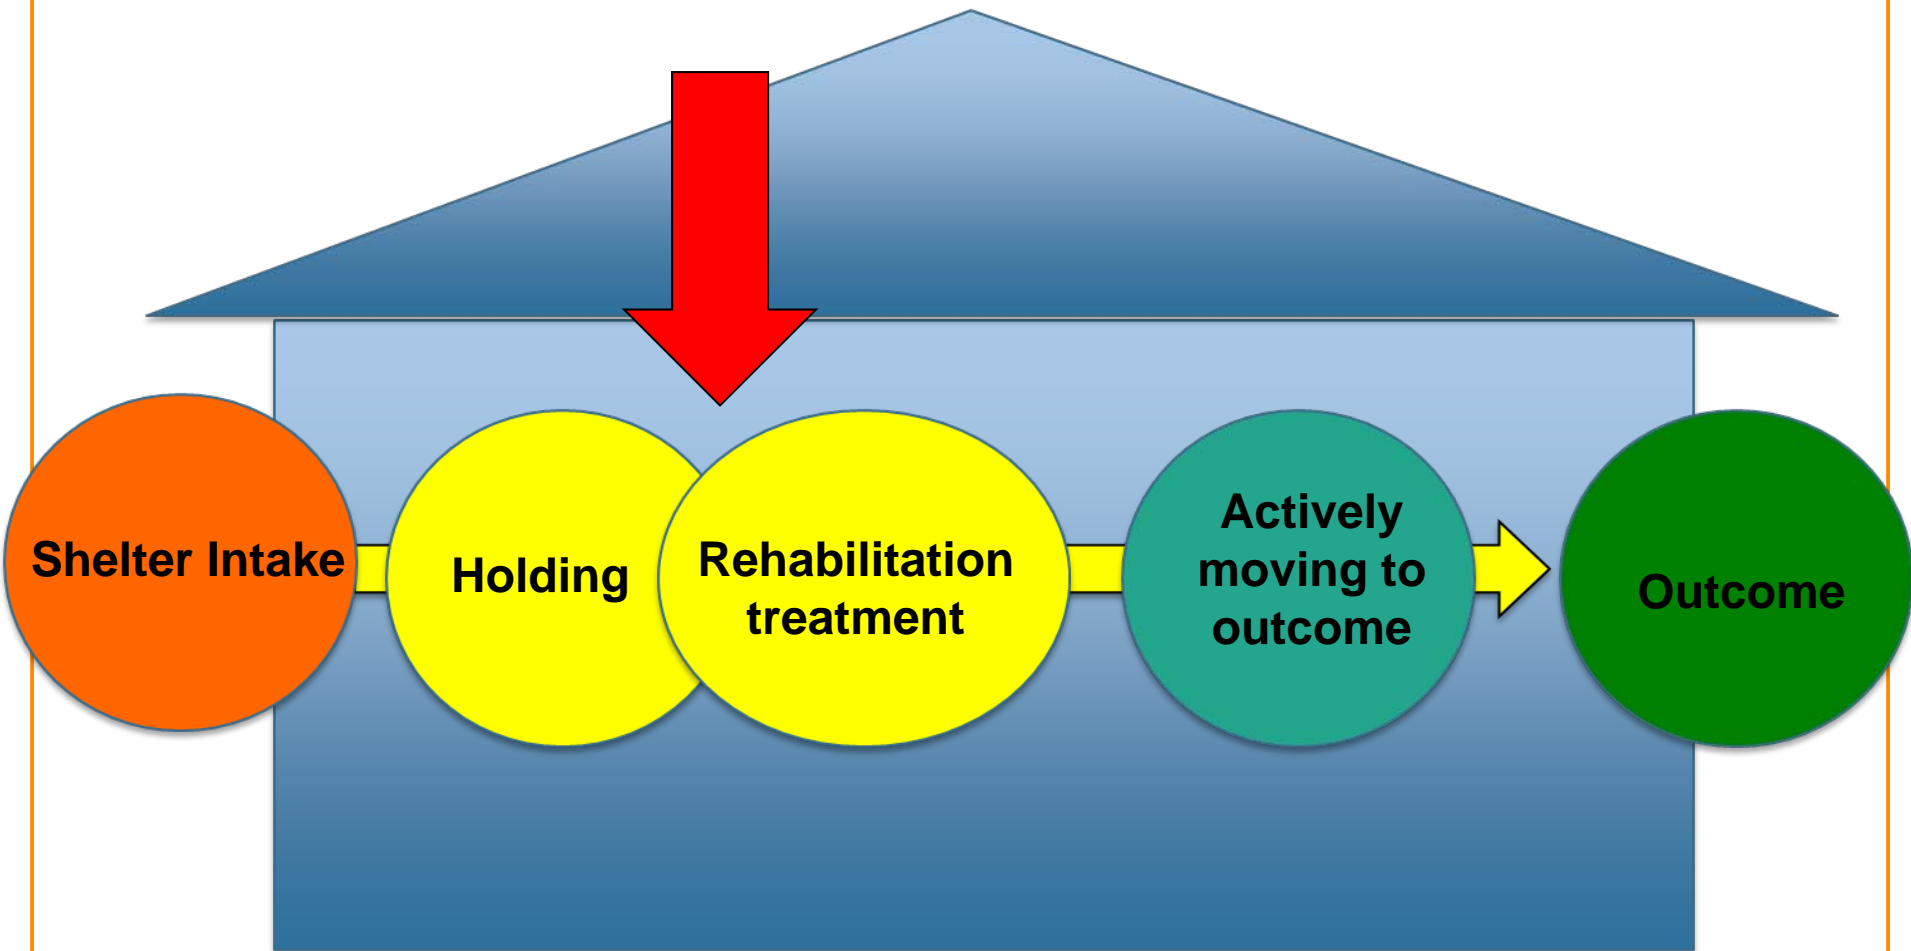 Shelter Intake
Holding
Rehabilitation
treatment
Actively
moving to
outcome
Outcome